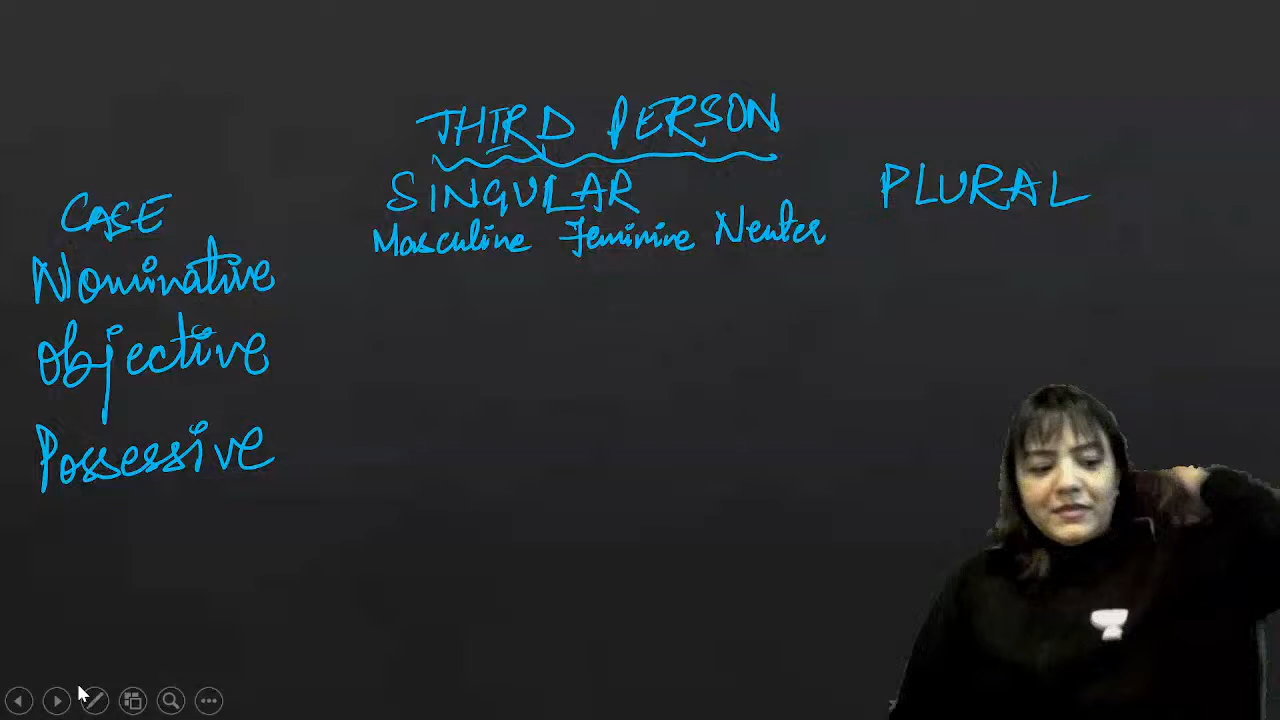 THIRD PERSON
SINGULAR PLURAL
CASE
Masculine Feminine Neuter
Nominative
Objective
Possessive